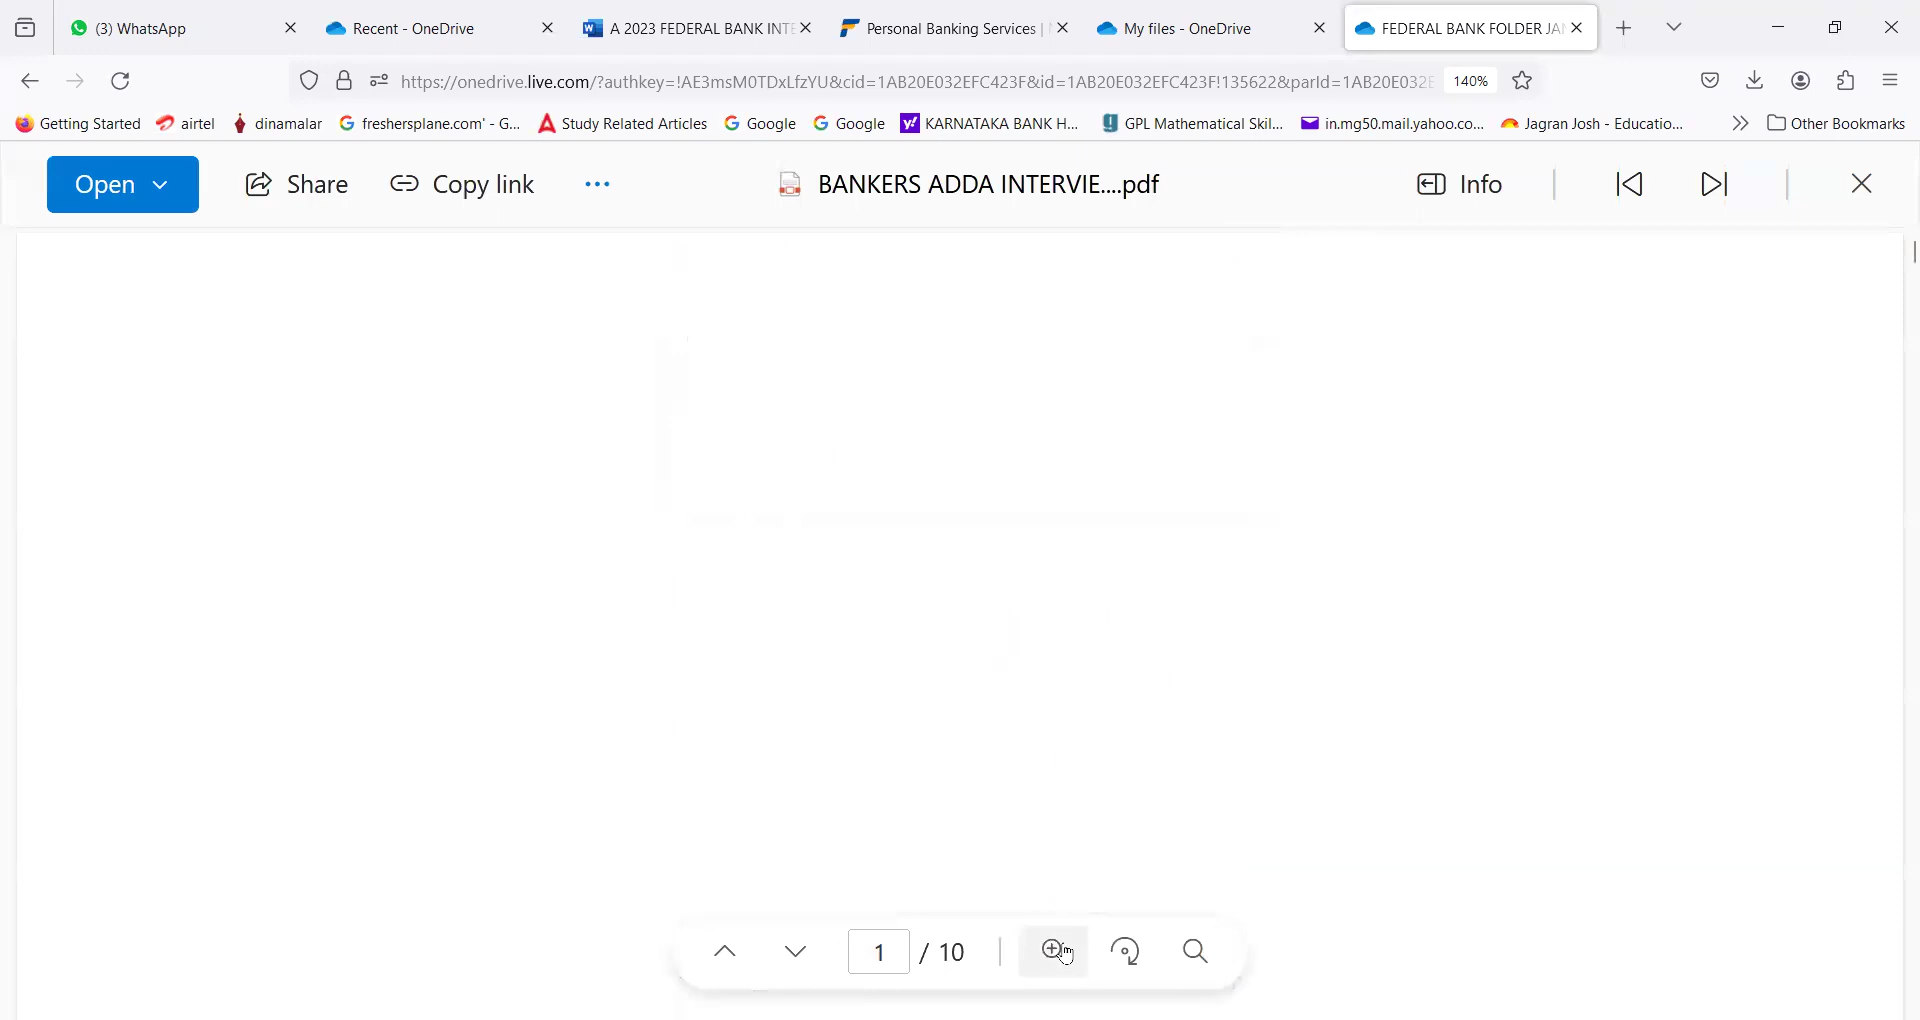 (3) WhatsApp
Recent - OneDrive
A 2023 FEDERAL BANK INTE
Personal Banking Services |
My files - OneDrive
FEDERAL BANK FOLDER JA
https://onedrive.live.com/?authkey=!AE3msM0TDxLfzYU&cid=1AB20E032EFC423F&id=1AB20E032EFC423F!135622&parId=1AB20E032E
140%
Getting Started
airtel
dinamalar
freshersplane.com' - G...
Study Related Articles
Google
Google
KARNATAKA BANK H...
GPL Mathematical Skil...
in.mg50.mail.yahoo.co...
Jagran Josh - Educatio...
Other Bookmarks
Open
Share
Copy link
BANKERS ADDA INTERVIE....pdf
Info
1 / 10